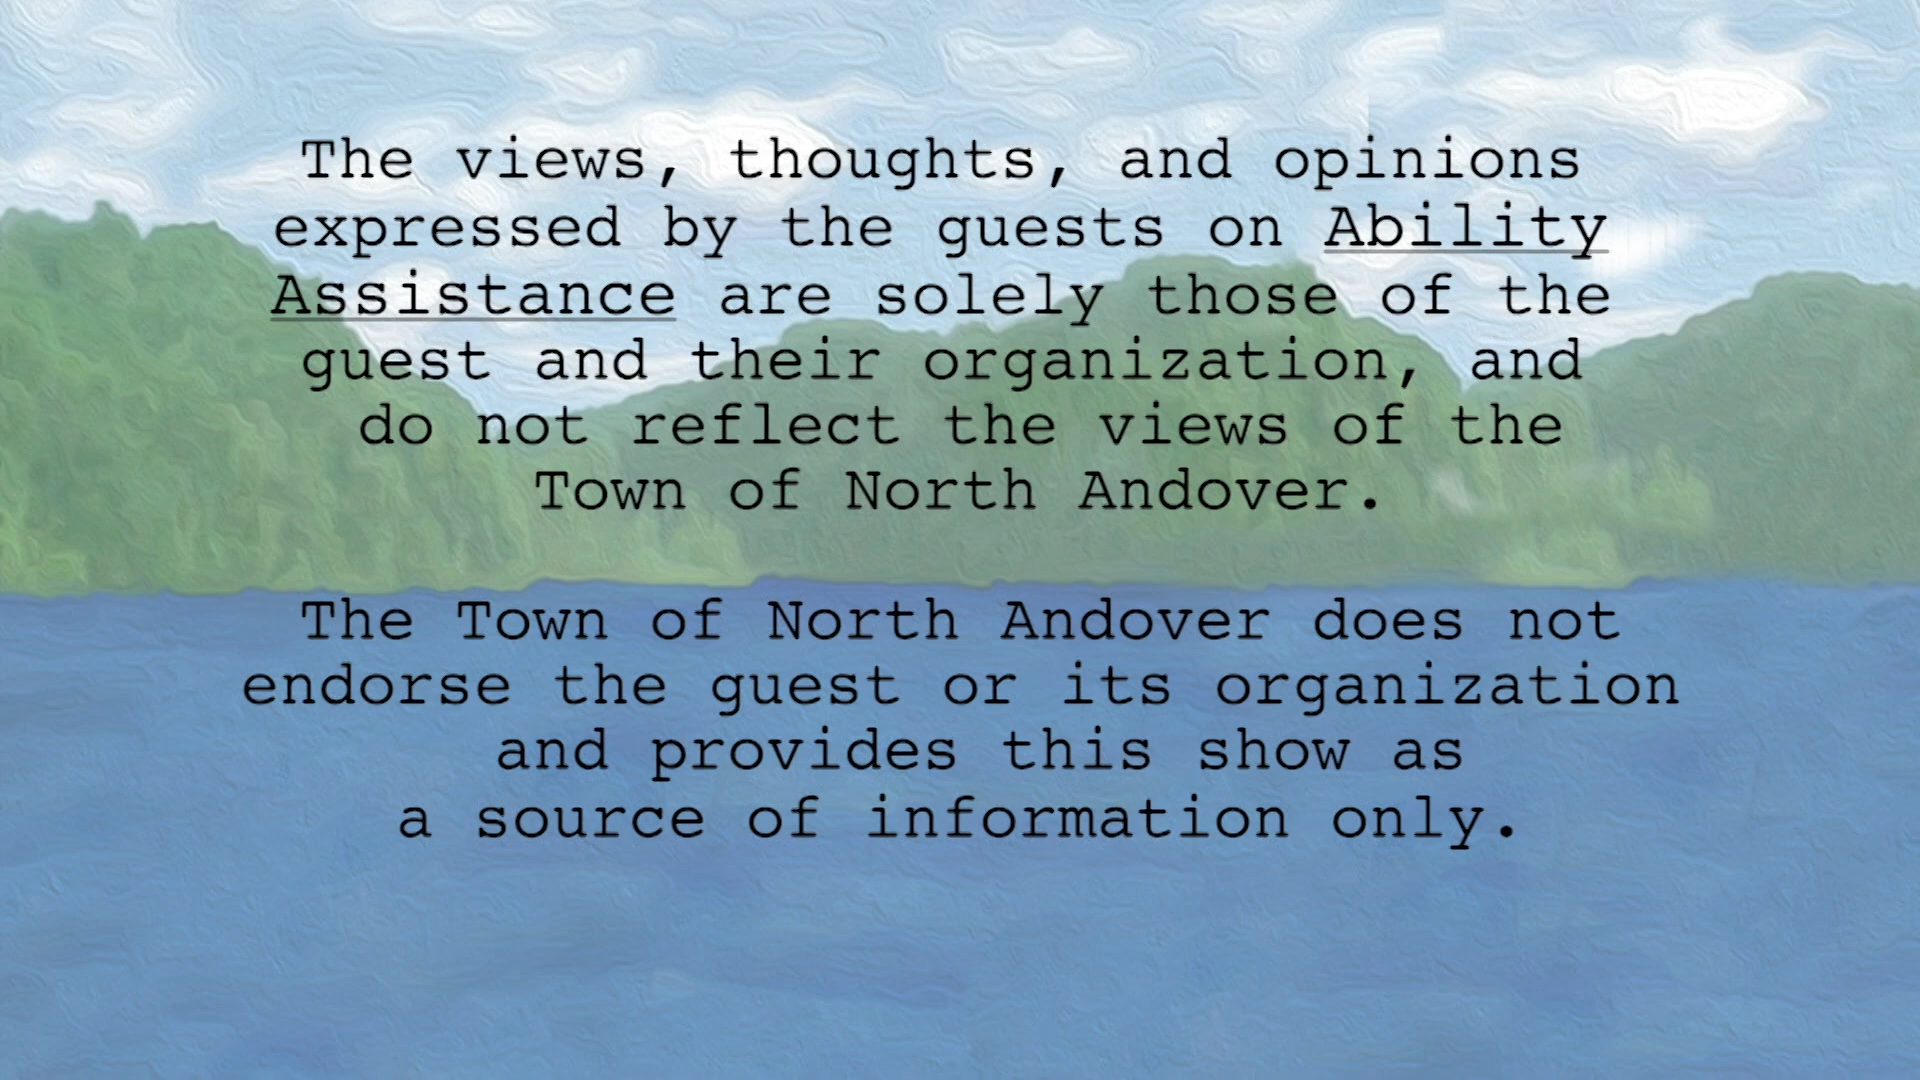 The views, thoughts, and opinions
expressed by the guests on Ability
Assistance are solely those of the
guest and their organization, and
do not reflect the views of the
Town of North Andover.
The Town of North Andover does not
endorse the guest or its organization
and provides this show as
a source of information only.